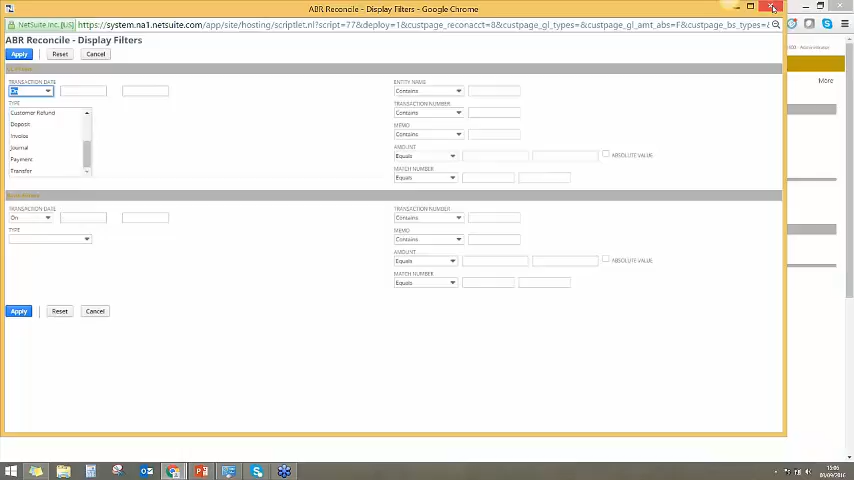 ABR Reconcile - Display Filters - Google Chrome
NetSuite Inc. [US] https://system.na1.netsuite.com/app/site/hosting/scriptlet.nl?script=77&deploy=1&custpage_reconacct=8&custpage_gl_types=&custpage_gl_amt_abs=F&custpage_bs_types=&
ABR Reconcile - Display Filters
Apply Reset Cancel
More
TRANSACTION DATE
On
TYPE
Customer Refund
Deposit
Invoice
Journal
Payment
Transfer
ENTITY NAME
Contains
TRANSACTION NUMBER
Contains
MEMO
Contains
AMOUNT
Equals ABSOLUTE VALUE
MATCH NUMBER
Equals
TRANSACTION DATE
On
TYPE
TRANSACTION NUMBER
Contains
MEMO
Contains
AMOUNT
Equals ABSOLUTE VALUE
MATCH NUMBER
Equals
Apply Reset Cancel
15:05